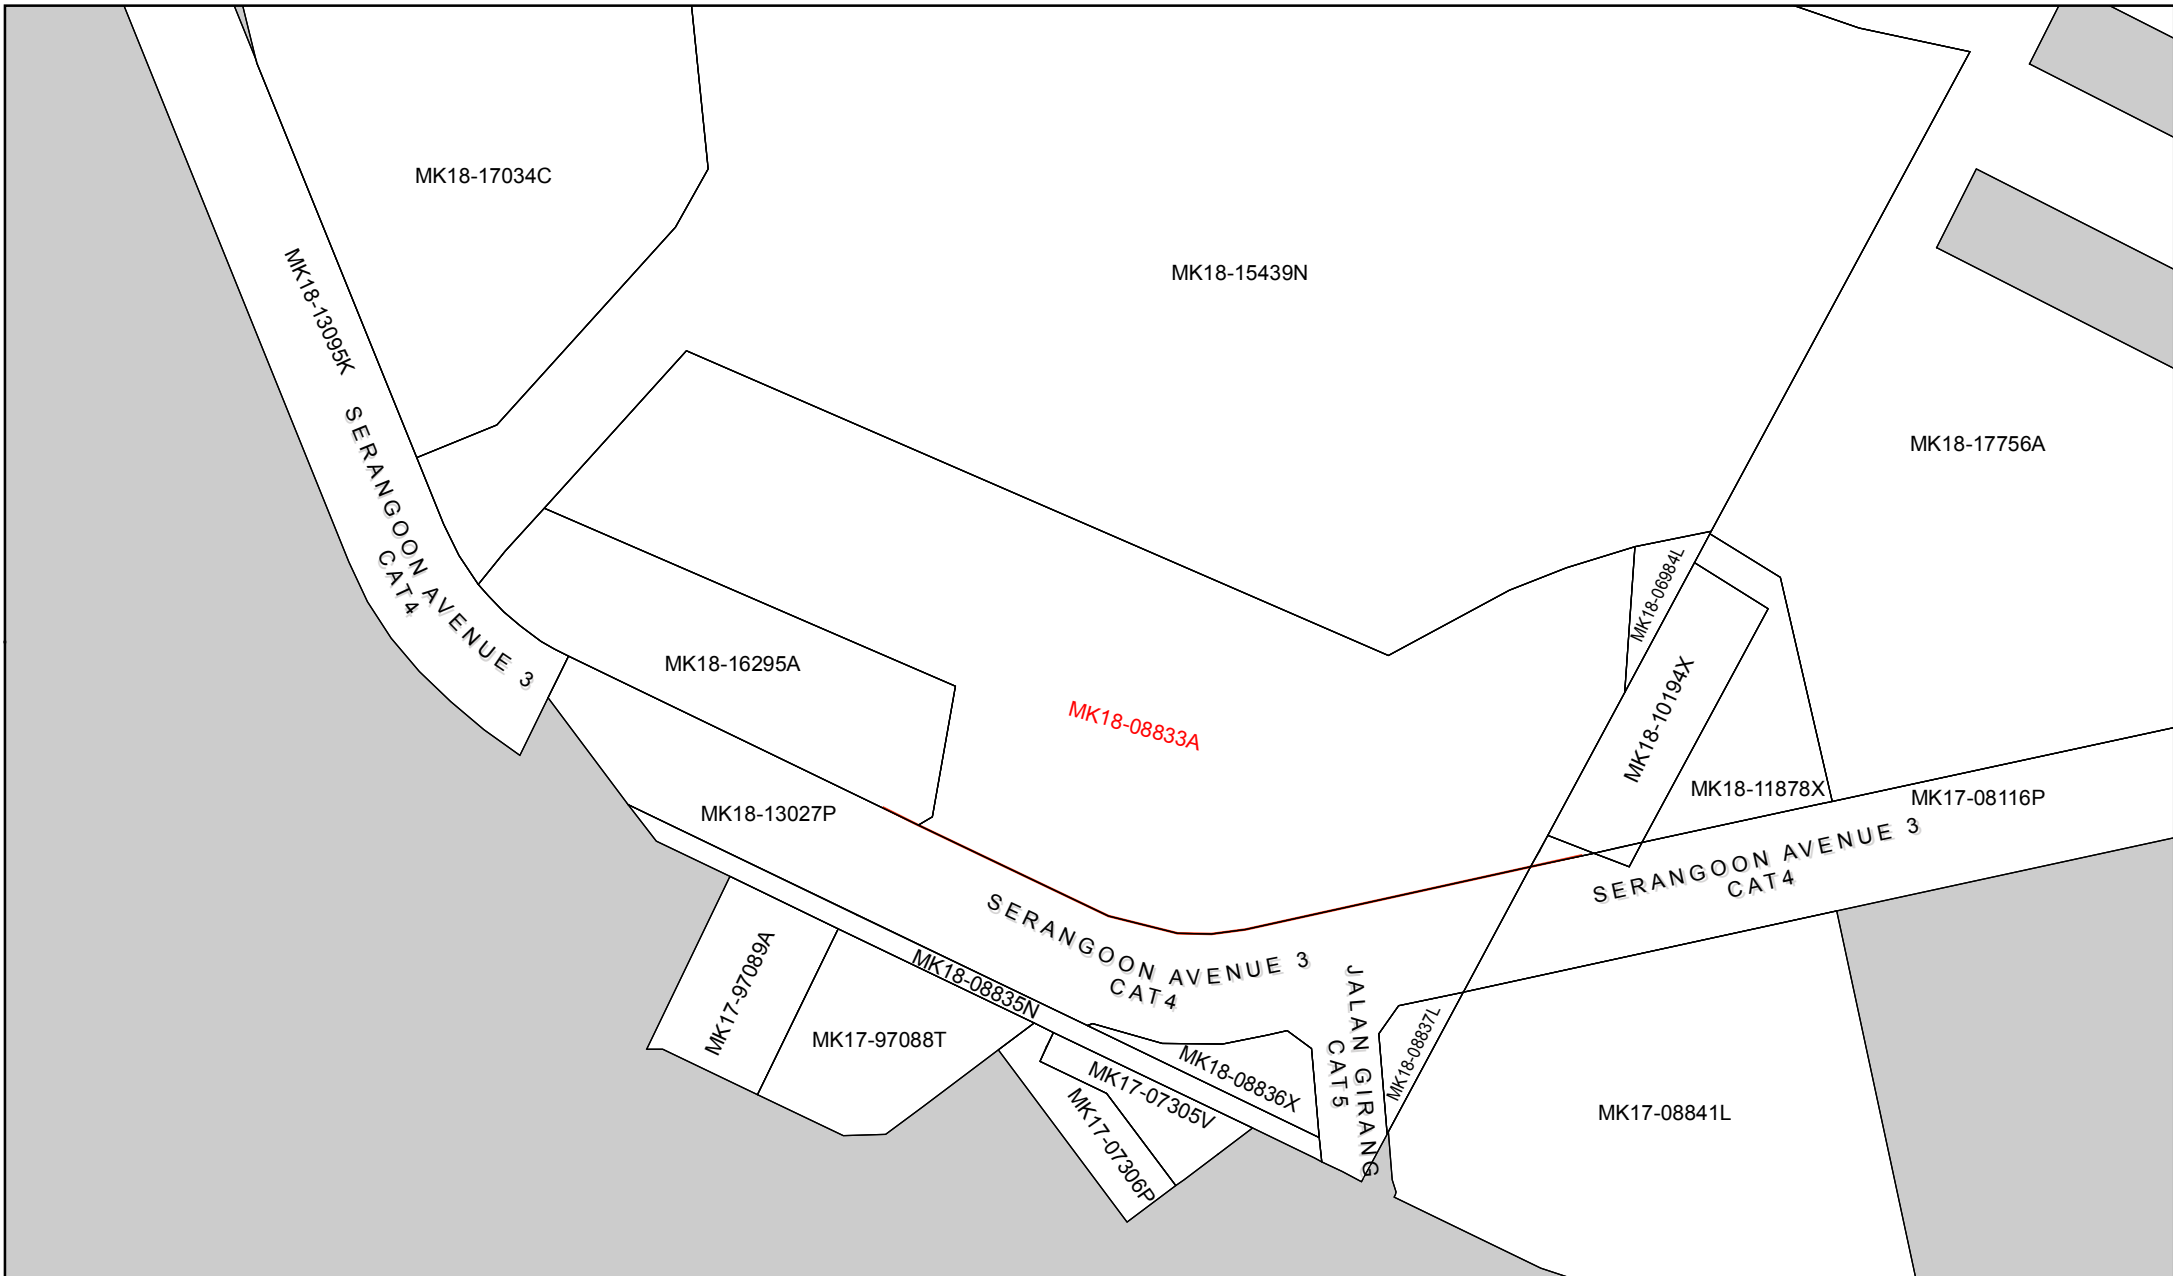 MK18-17034C
MK18-15439N
MK18-13095K
SERANGOON AVENUE 3
CAT4
MK18-17756A
MK18-06984L
MK18-10194X
MK18-16295A
MK18-08833A
MK18-11878X
MK17-08116P
MK18-13027P
SERANGOON AVENUE 3
CAT4
SERANGOON AVENUE 3
CAT4
MK17-97089A
MK18-08835N
JALAN GIRANG
CAT5
MK18-08837L
MK17-97088T
MK18-08836X
MK17-07305V
MK17-07306P
MK17-08841L